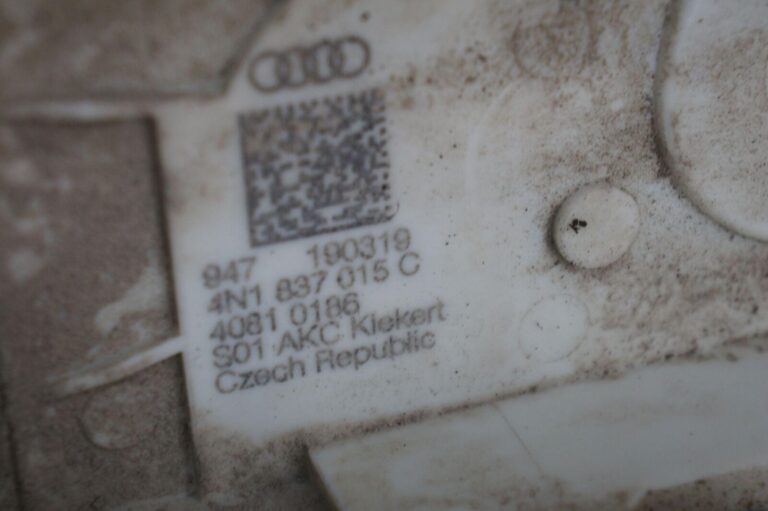 947 190319
4N1 837 015 C
4081 0186
S01 AKC Kiekert
Czech Republic